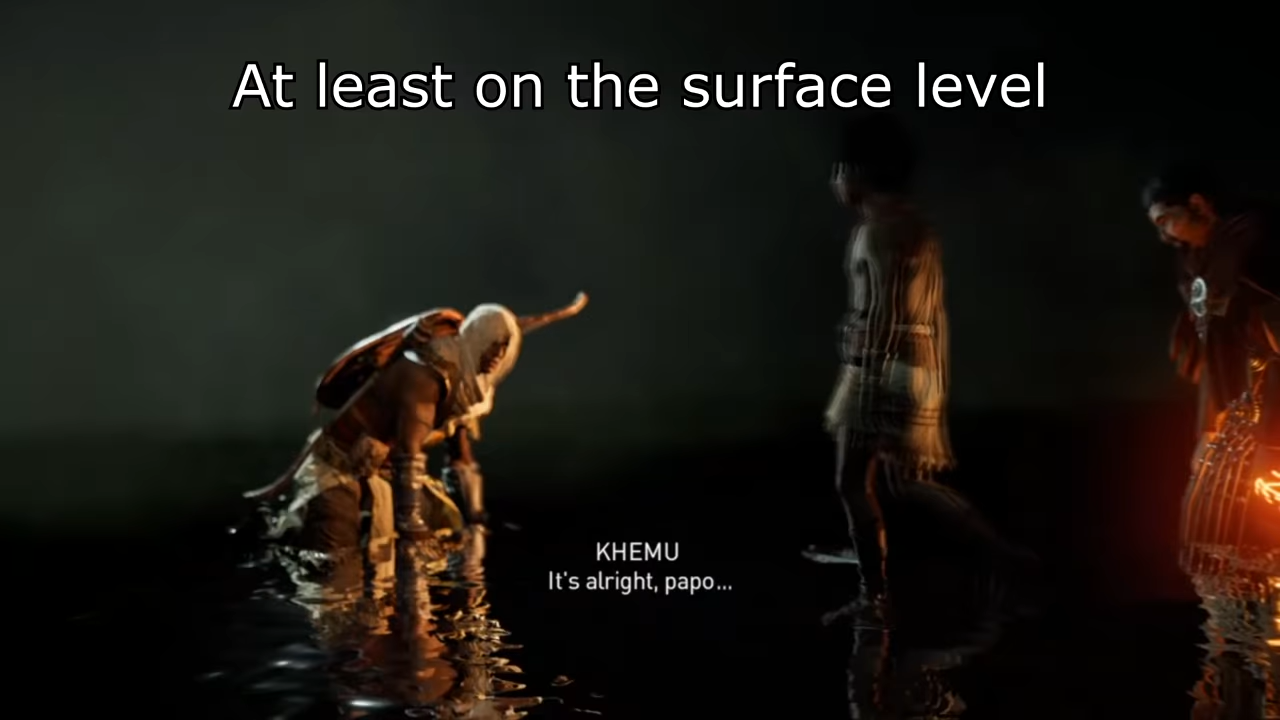 At least on the surface level
KHEMU
It's alright, papo...